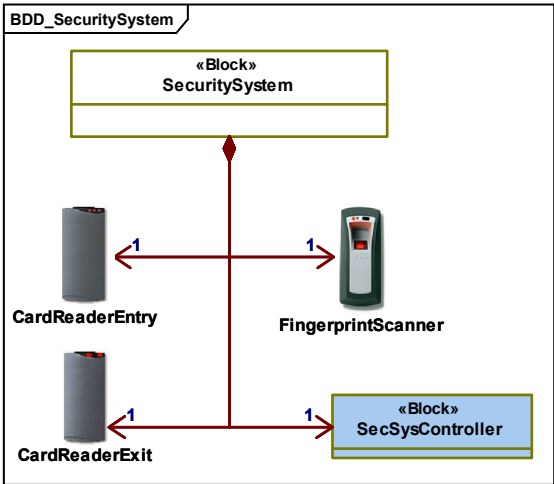 BDD_SecuritySystem
«Block»
SecuritySystem
1
1
CardReaderEntry
FingerprintScanner
1
1
«Block»
SecSysController
CardReaderExit